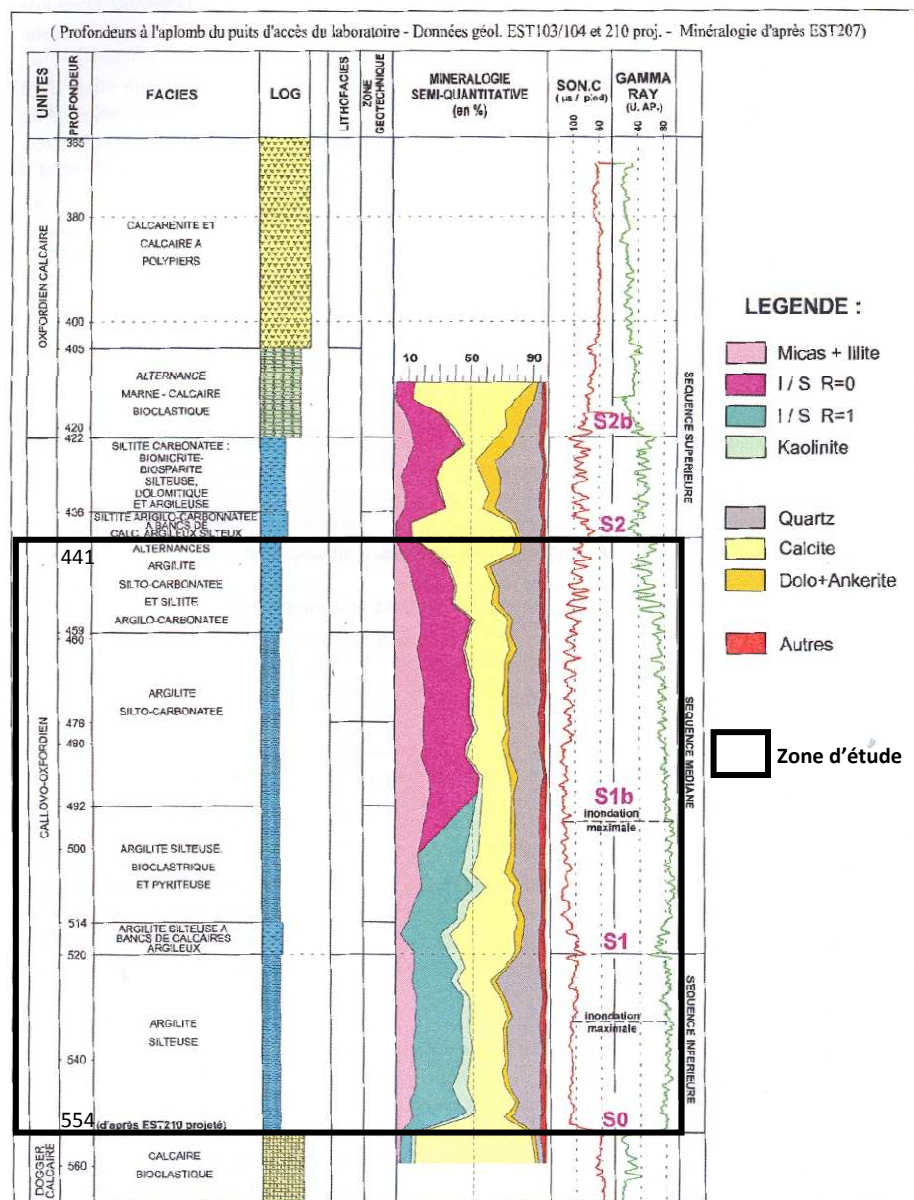 ( Profondeurs à l'aplomb du puits d'accès du laboratoire - Données géol. EST103/104 et 210 proj. - Minéralogie d'après EST207)
UNITES
PROFONDEUR
FACIES
LOG
LITHOFACIES
ZONE
GEOTECHNIQUE
MINERALOGIE
SEMI-QUANTITATIVE
(en %)
SON.C
( µs / pied)
100
60
GAMMA
RAY
(U. AP.)
40
80
365
OXFORDIEN CALCAIRE
CALCARENITE ET
CALCAIRE A
POLYPIERS
380
400
405
10
50
90
ALTERNANCE
MARNE - CALCAIRE
BIOCLASTIQUE
420
422
S2b
SEQUENCE SUPERIEURE
SILTITE CARBONATEE :
BIOMICRITE-
BIOSPARITE
SILTEUSE,
DOLOMITIQUE
ET ARGILEUSE
436
SILTITE ARIGILO-CARBONNATEE
A BANCS DE
CALC. ARGILEUX SILTEUX
S2
441
CALLOVO-OXFORDIEN
ALTERNANCES
ARGILITE
SILTO-CARBONATEE
ET SILTITE
ARGILO-CARBONATEE
459
460
ARGILITE
SILTO-CARBONATEE
478
490
SEQUENCE MEDIANE
492
S1b
inondation
maximale
ARGILITE SILTEUSE
BIOCLASTRIQUE
ET PYRITEUSE
500
514
ARGILITE SILTEUSE A
BANCS DE CALCAIRES
ARGILEUX
S1
520
inondation
maximale
SEQUENCE INFERIEURE
ARGILITE
SILTEUSE
540
554
(d'après EST210 projeté)
S0
DOGGER
CALCAIRE
CALCAIRE
BIOCLASTIQUE
560
LEGENDE :
Micas + Illite
I / S R=0
I / S R=1
Kaolinite
Quartz
Calcite
Dolo+Ankerite
Autres
Zone d'étude